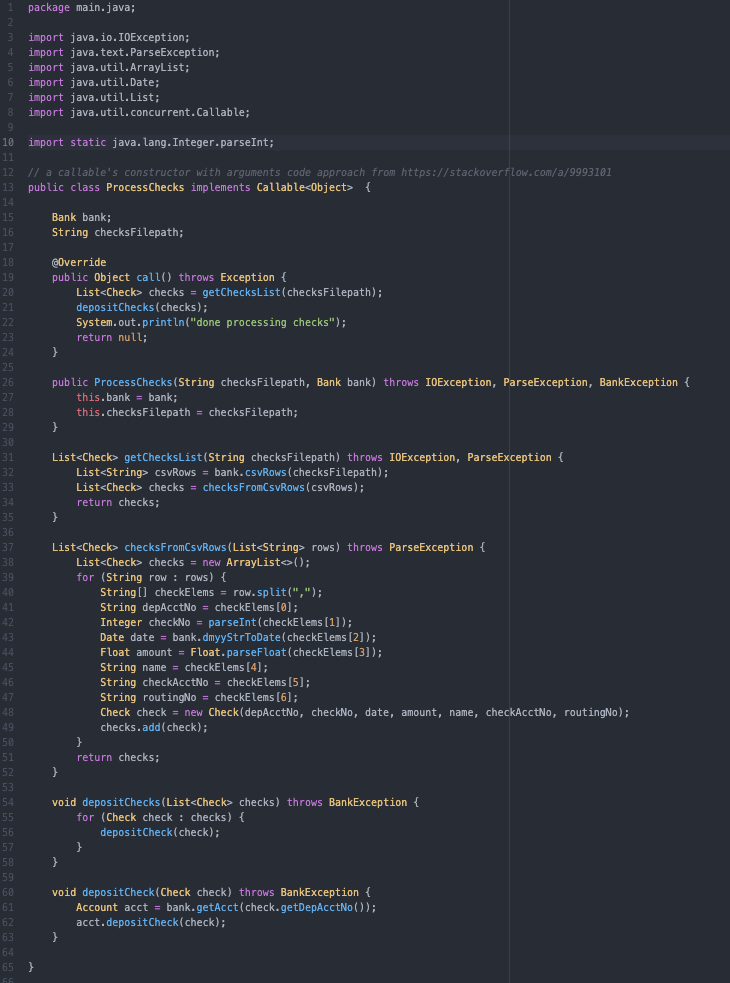 1 package main.java;
2
3 import java.io.IOException;
4 import java.text.ParseException;
5 import java.util.ArrayList;
6 import java.util.Date;
7 import java.util.List;
8 import java.util.concurrent.Callable;
9
10 import static java.lang.Integer.parseInt;
11
12 // a callable's constructor with arguments code approach from https://stackoverflow.com/a/9993101
13 public class ProcessChecks implements Callable<Object>  {
14
15     Bank bank;
16     String checksFilepath;
17
18     @Override
19     public Object call() throws Exception {
20         List<Check> checks = getChecksList(checksFilepath);
21         depositChecks(checks);
22         System.out.println("done processing checks");
23         return null;
24     }
25
26     public ProcessChecks(String checksFilepath, Bank bank) throws IOException, ParseException, BankException {
27         this.bank = bank;
28         this.checksFilepath = checksFilepath;
29     }
30
31     List<Check> getChecksList(String checksFilepath) throws IOException, ParseException {
32         List<String> csvRows = bank.csvRows(checksFilepath);
33         List<Check> checks = checksFromCsvRows(csvRows);
34         return checks;
35     }
36
37     List<Check> checksFromCsvRows(List<String> rows) throws ParseException {
38         List<Check> checks = new ArrayList<>();
39         for (String row : rows) {
40             String[] checkElems = row.split(",");
41             String depAcctNo = checkElems[0];
42             Integer checkNo = parseInt(checkElems[1]);
43             Date date = bank.dmyyStrToDate(checkElems[2]);
44             Float amount = Float.parseFloat(checkElems[3]);
45             String name = checkElems[4];
46             String checkAcctNo = checkElems[5];
47             String routingNo = checkElems[6];
48             Check check = new Check(depAcctNo, checkNo, date, amount, name, checkAcctNo, routingNo);
49             checks.add(check);
50         }
51         return checks;
52     }
53
54     void depositChecks(List<Check> checks) throws BankException {
55         for (Check check : checks) {
56             depositCheck(check);
57         }
58     }
59
60     void depositCheck(Check check) throws BankException {
61         Account acct = bank.getAcct(check.getDepAcctNo());
62         acct.depositCheck(check);
63     }
64
65 }
66